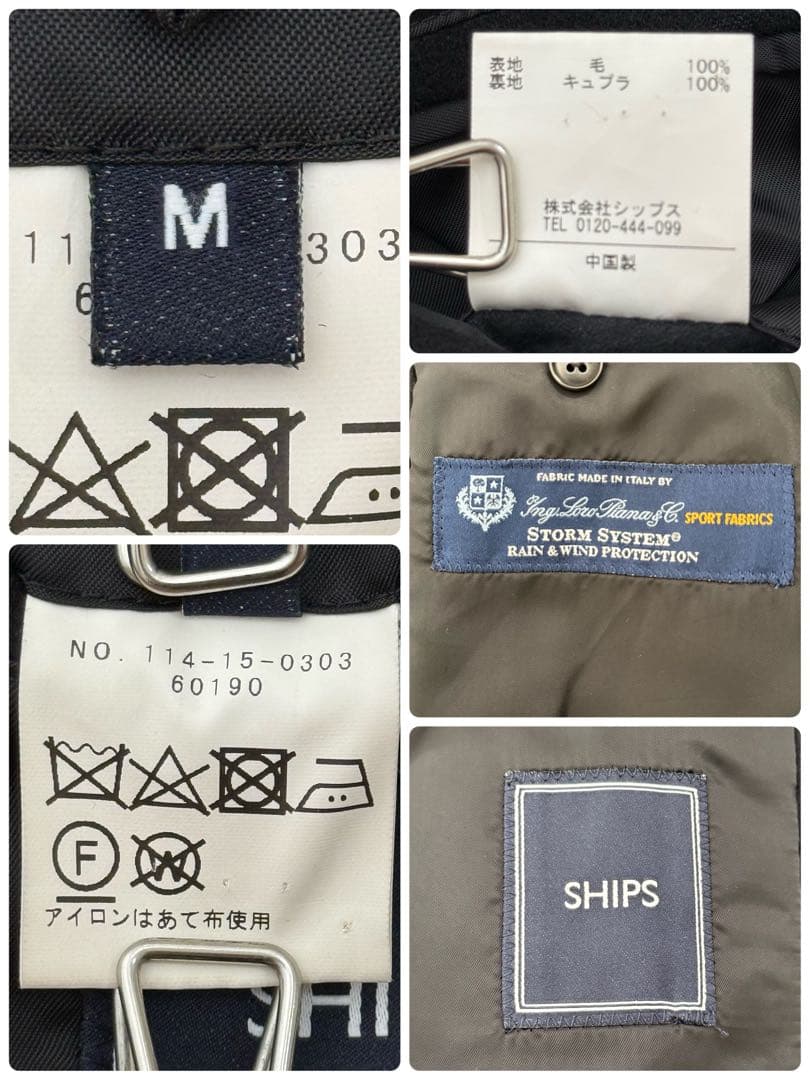 M
11
303
6
表地 毛 100%
裏地 キュプラ 100%
株式会社シップス
TEL 0120-444-099
中国製
FABRIC MADE IN ITALY BY
Ing. Loro Piana & C. SPORT FABRICS
STORM SYSTEM®
RAIN & WIND PROTECTION
NO. 114-15-0303
60190
F
W
アイロンはあて布使用
SHI
SHIPS